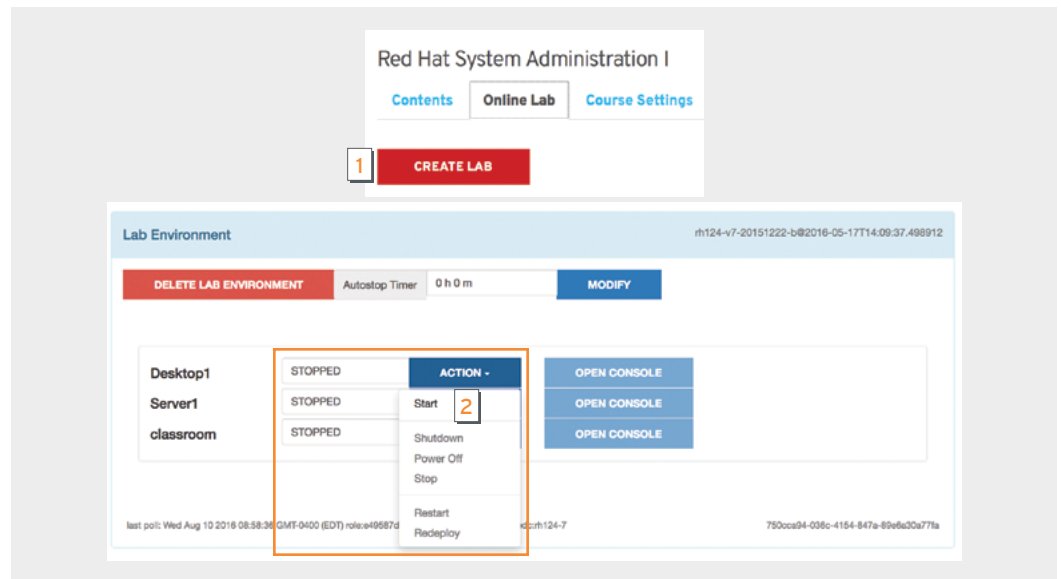 Red Hat System Administration I
Contents Online Lab Course Settings
1 CREATE LAB
Lab Environment rh124-v7-20151222-b@2016-05-17T14:09:37.498912
DELETE LAB ENVIRONMENT Autostop Timer 0 h 0 m MODIFY
Desktop1 STOPPED ACTION - OPEN CONSOLE
Server1 STOPPED Start 2 OPEN CONSOLE
classroom STOPPED OPEN CONSOLE
Shutdown
Power Off
Stop
Restart
Redeploy
last poll: Wed Aug 10 2016 08:58:36 GMT-0400 (EDT) role:e49587d :rh124-7 750cca94-036c-4154-847a-89e6a30a77fa